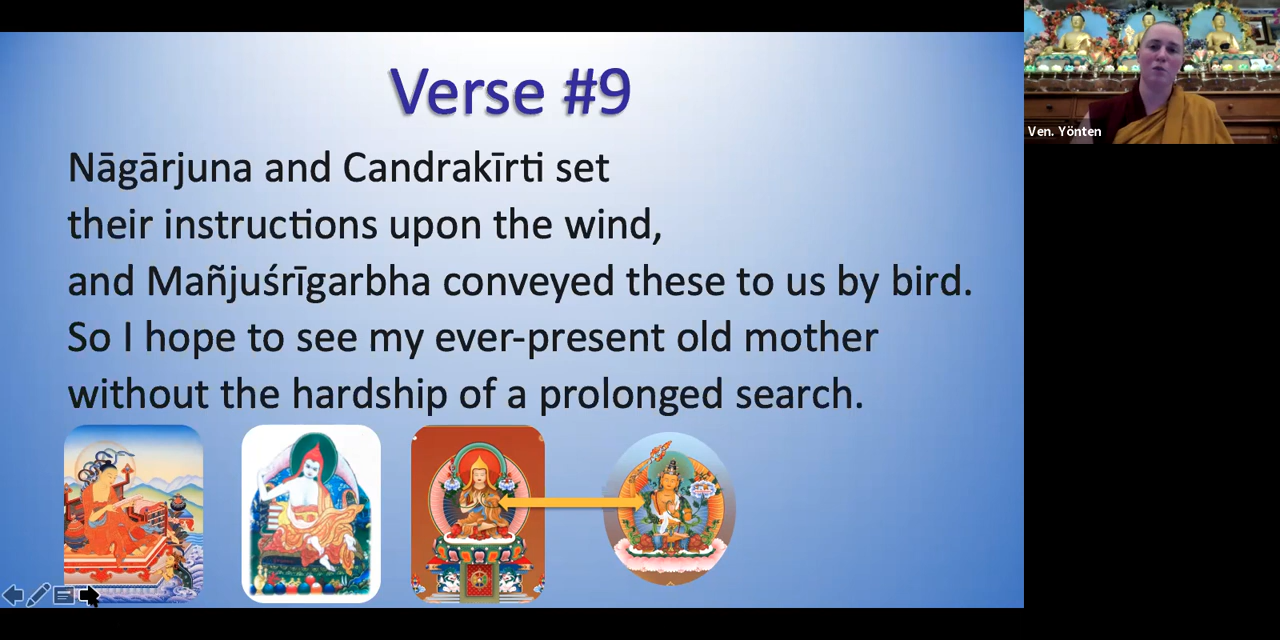 Verse #9
Nāgārjuna and Candrakīrti set
their instructions upon the wind,
and Mañjuśrīgarbha conveyed these to us by bird.
So I hope to see my ever-present old mother
without the hardship of a prolonged search.
Ven. Yönten